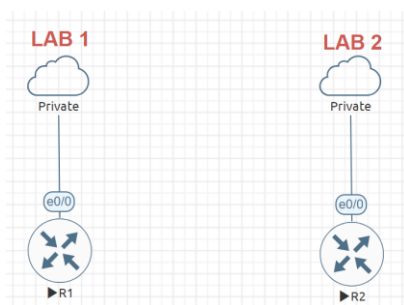 LAB 1
LAB 2
Private
Private
e0/0
e0/0
R1
R2